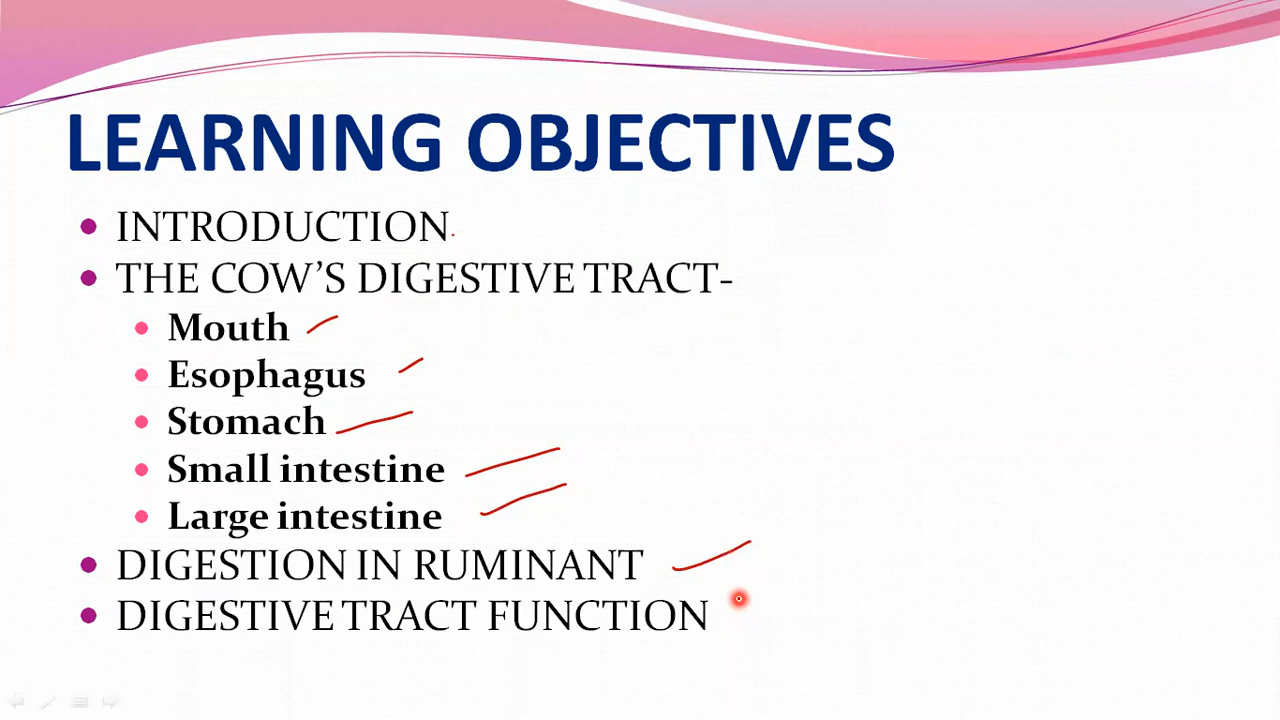 LEARNING OBJECTIVES
INTRODUCTION
THE COW’S DIGESTIVE TRACT-
Mouth
Esophagus
Stomach
Small intestine
Large intestine
DIGESTION IN RUMINANT
DIGESTIVE TRACT FUNCTION